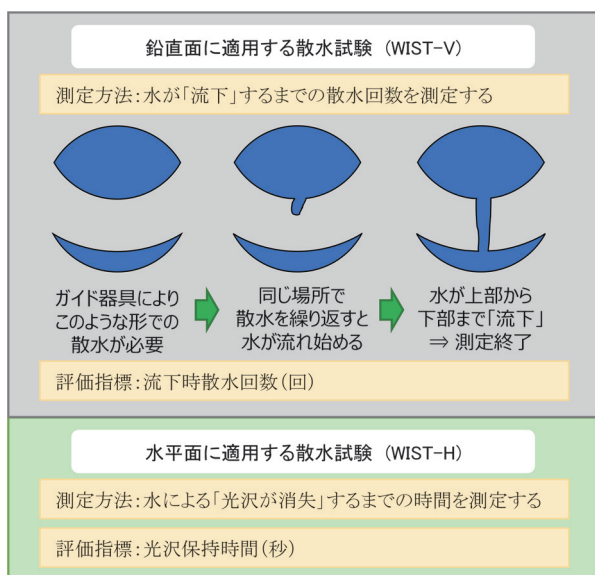 鉛直面に適用する散水試験 (WIST-V)
測定方法:水が「流下」するまでの散水回数を測定する
ガイド器具により
このような形での
散水が必要
同じ場所で
散水を繰り返すと
水が流れ始める
水が上部から
下部まで「流下」
⇒ 測定終了
評価指標:流下時散水回数(回)
水平面に適用する散水試験 (WIST-H)
測定方法:水による「光沢が消失」するまでの時間を測定する
評価指標:光沢保持時間(秒)